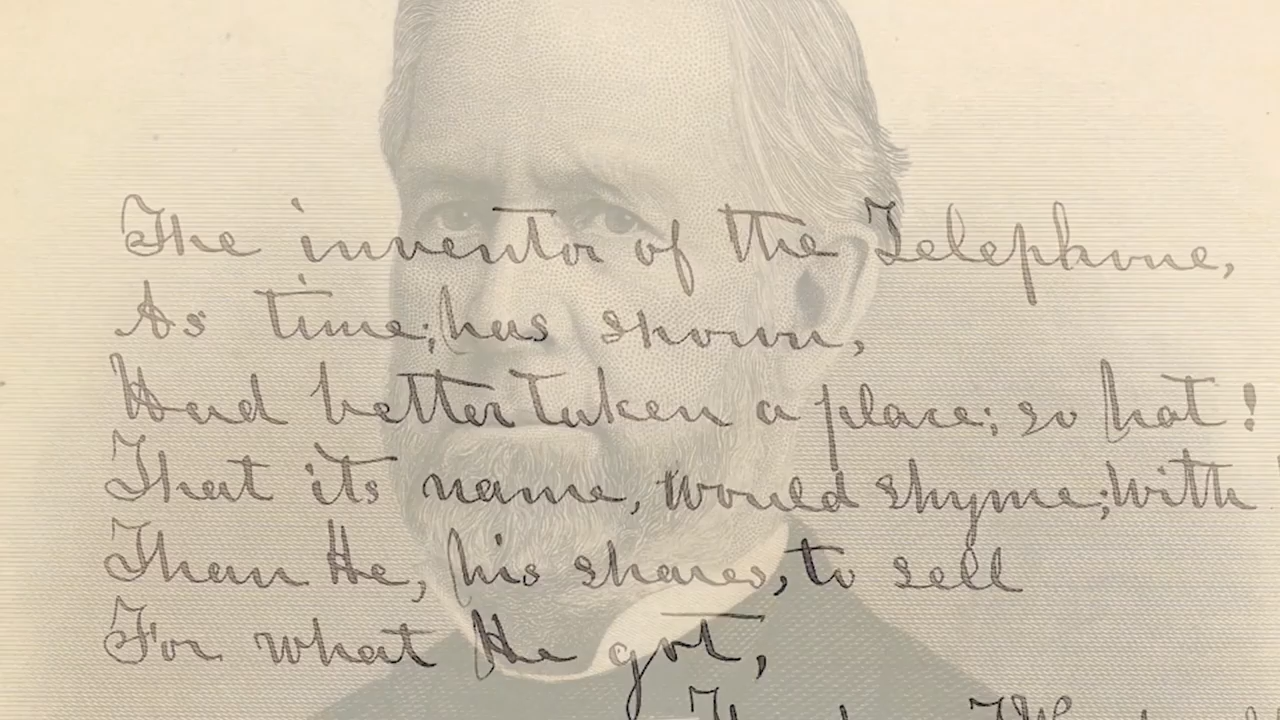 The inventor of the Telephone,
As time; has shown,
Had better taken a place; so hot!
That its name, would rhyme; with
Than He, his shares, to sell
For what He got,